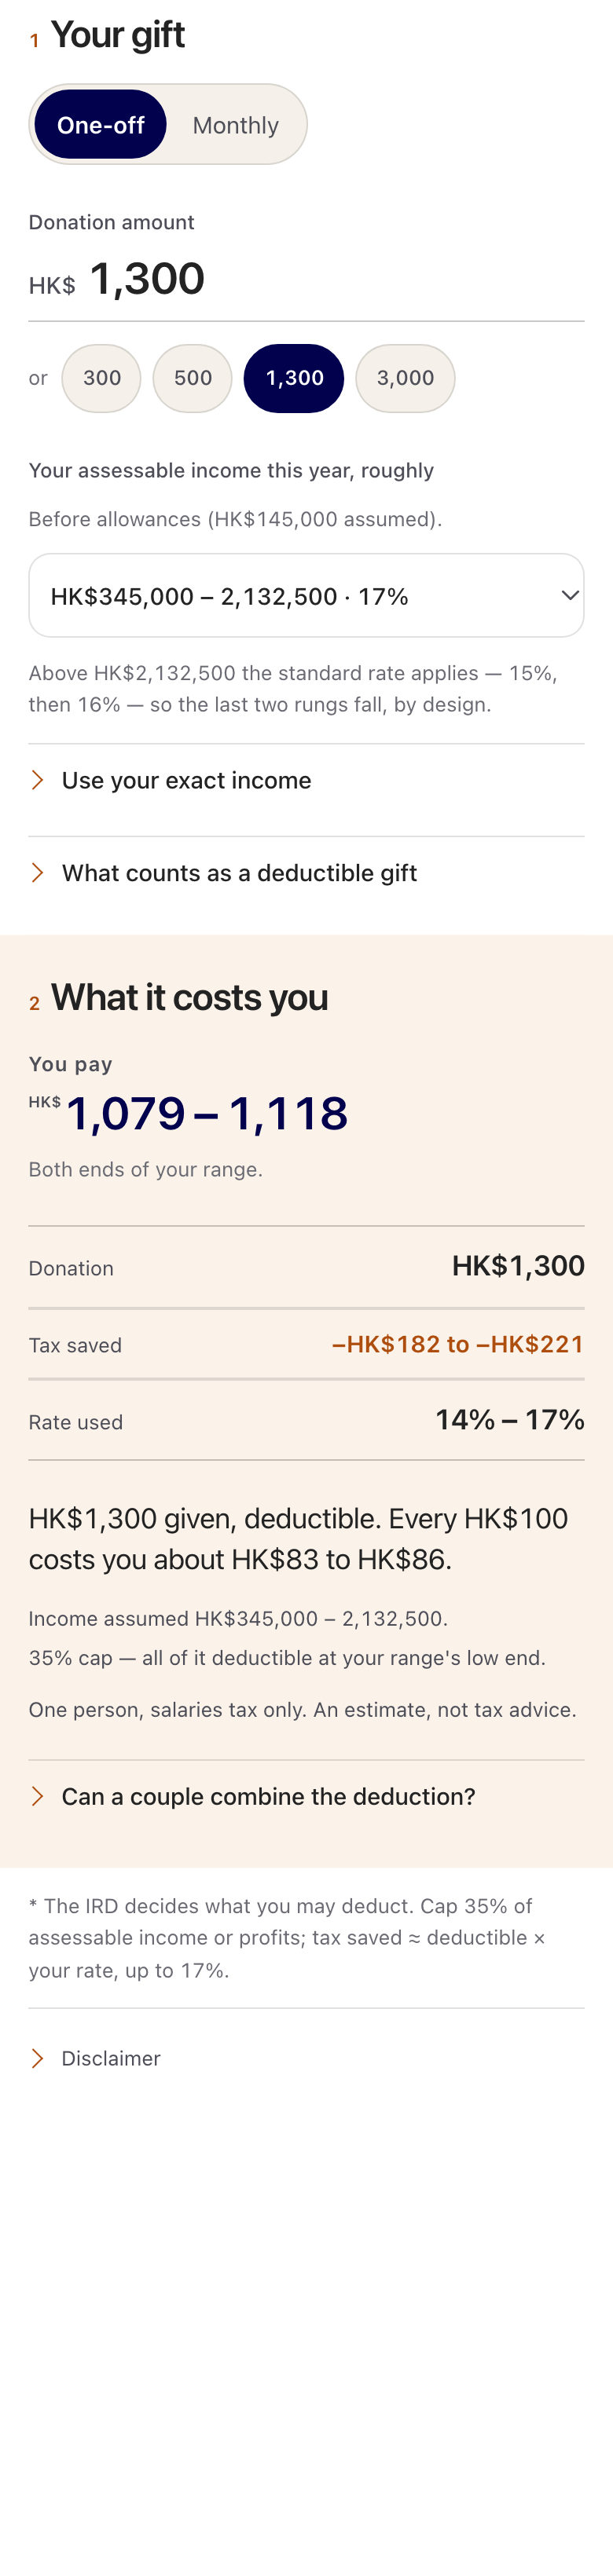 1 Your gift
One-off Monthly
Donation amount
HK$ 1,300
or 300 500 1,300 3,000
Your assessable income this year, roughly
Before allowances (HK$145,000 assumed).
HK$345,000 – 2,132,500 · 17%
Above HK$2,132,500 the standard rate applies — 15%,
then 16% — so the last two rungs fall, by design.
Use your exact income
What counts as a deductible gift
2 What it costs you
You pay
HK$ 1,079 – 1,118
Both ends of your range.
Donation HK$1,300
Tax saved –HK$182 to –HK$221
Rate used 14% – 17%
HK$1,300 given, deductible. Every HK$100
costs you about HK$83 to HK$86.
Income assumed HK$345,000 – 2,132,500.
35% cap — all of it deductible at your range's low end.
One person, salaries tax only. An estimate, not tax advice.
Can a couple combine the deduction?
* The IRD decides what you may deduct. Cap 35% of
assessable income or profits; tax saved ≈ deductible ×
your rate, up to 17%.
Disclaimer